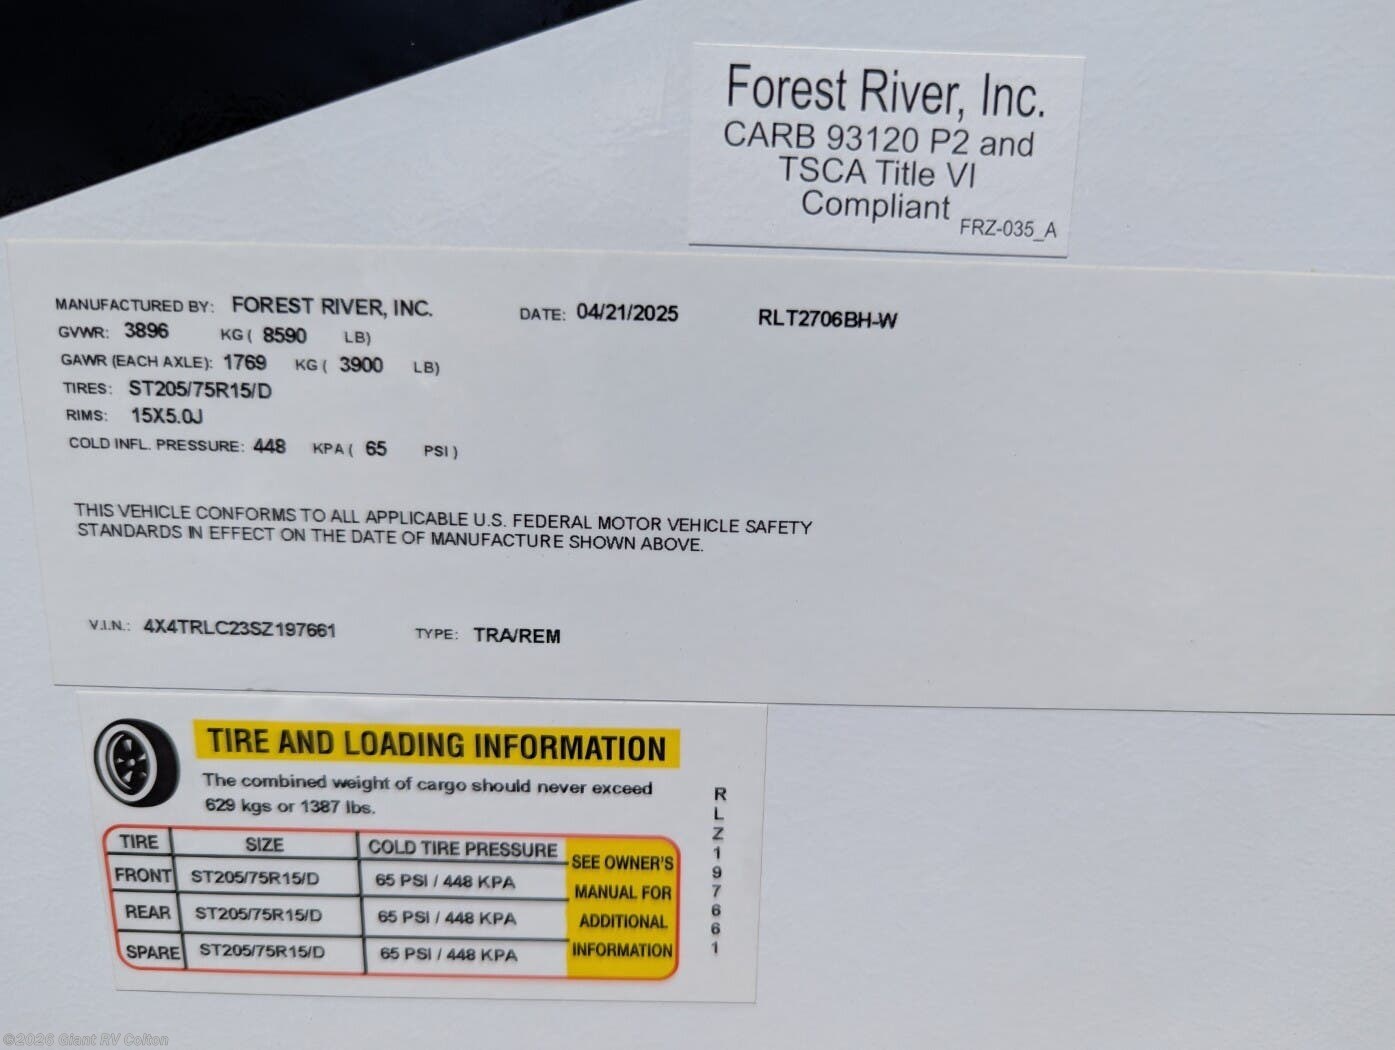 Forest River, Inc.
CARB 93120 P2 and
TSCA Title VI
Compliant
FRZ-035_A
MANUFACTURED BY: FOREST RIVER, INC. DATE: 04/21/2025 RLT2706BH-W
GVWR: 3896 KG ( 8590 LB)
GAWR (EACH AXLE): 1769 KG ( 3900 LB)
TIRES: ST205/75R15/D
RIMS: 15X5.0J
COLD INFL. PRESSURE: 448 KPA ( 65 PSI )
THIS VEHICLE CONFORMS TO ALL APPLICABLE U.S. FEDERAL MOTOR VEHICLE SAFETY
STANDARDS IN EFFECT ON THE DATE OF MANUFACTURE SHOWN ABOVE.
V.I.N.: 4X4TRLC23SZ197661 TYPE: TRA/REM
TIRE AND LOADING INFORMATION
The combined weight of cargo should never exceed
629 kgs or 1387 lbs.
TIRE SIZE COLD TIRE PRESSURE
FRONT ST205/75R15/D 65 PSI / 448 KPA
REAR ST205/75R15/D 65 PSI / 448 KPA
SPARE ST205/75R15/D 65 PSI / 448 KPA
SEE OWNER'S
MANUAL FOR
ADDITIONAL
INFORMATION
RLZ197661
©2026 Giant RV Colton